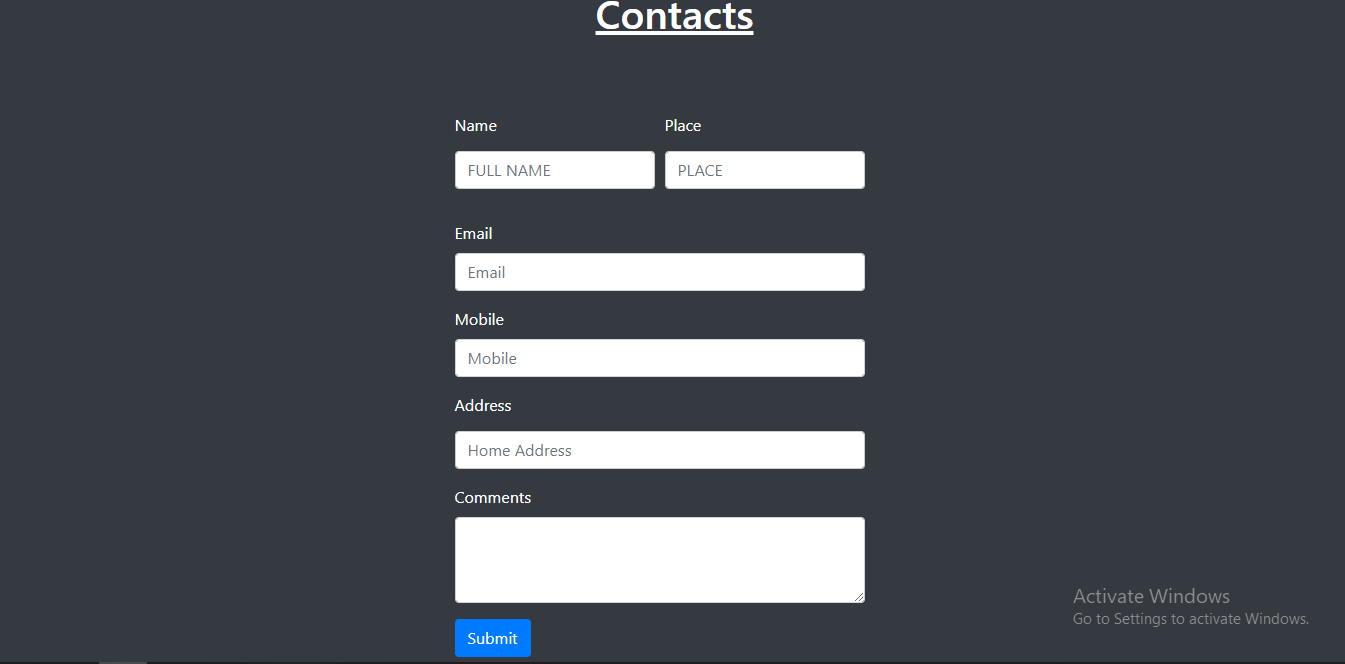 Contacts
Name Place
FULL NAME PLACE
Email
Email
Mobile
Mobile
Address
Home Address
Comments
Submit
Activate Windows
Go to Settings to activate Windows.